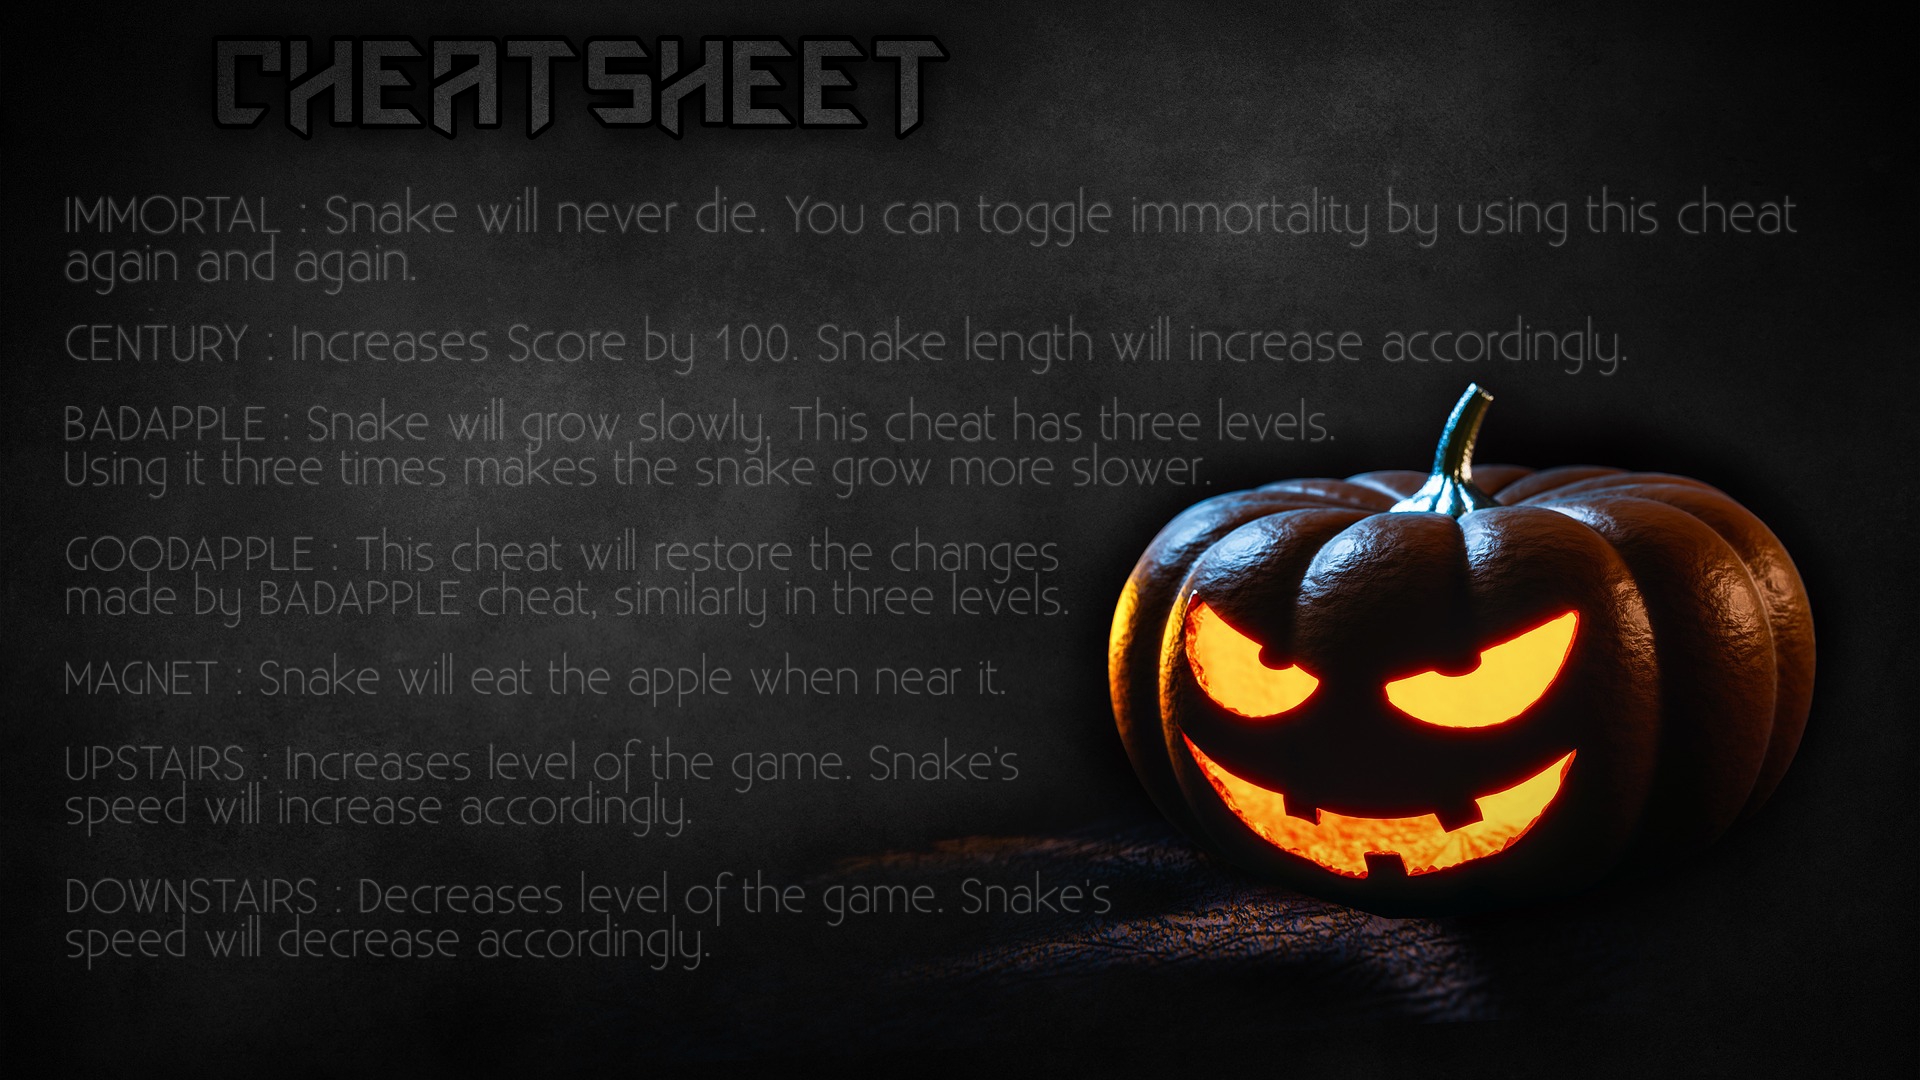 CHEATSHEET
IMMORTAL : Snake will never die. You can toggle immortality by using this cheat
again and again.
CENTURY : Increases Score by 100. Snake length will increase accordingly.
BADAPPLE : Snake will grow slowly. This cheat has three levels.
Using it three times makes the snake grow more slower.
GOODAPPLE : This cheat will restore the changes
made by BADAPPLE cheat, similarly in three levels.
MAGNET : Snake will eat the apple when near it.
UPSTAIRS : Increases level of the game. Snake's
speed will increase accordingly.
DOWNSTAIRS : Decreases level of the game. Snake's
speed will decrease accordingly.